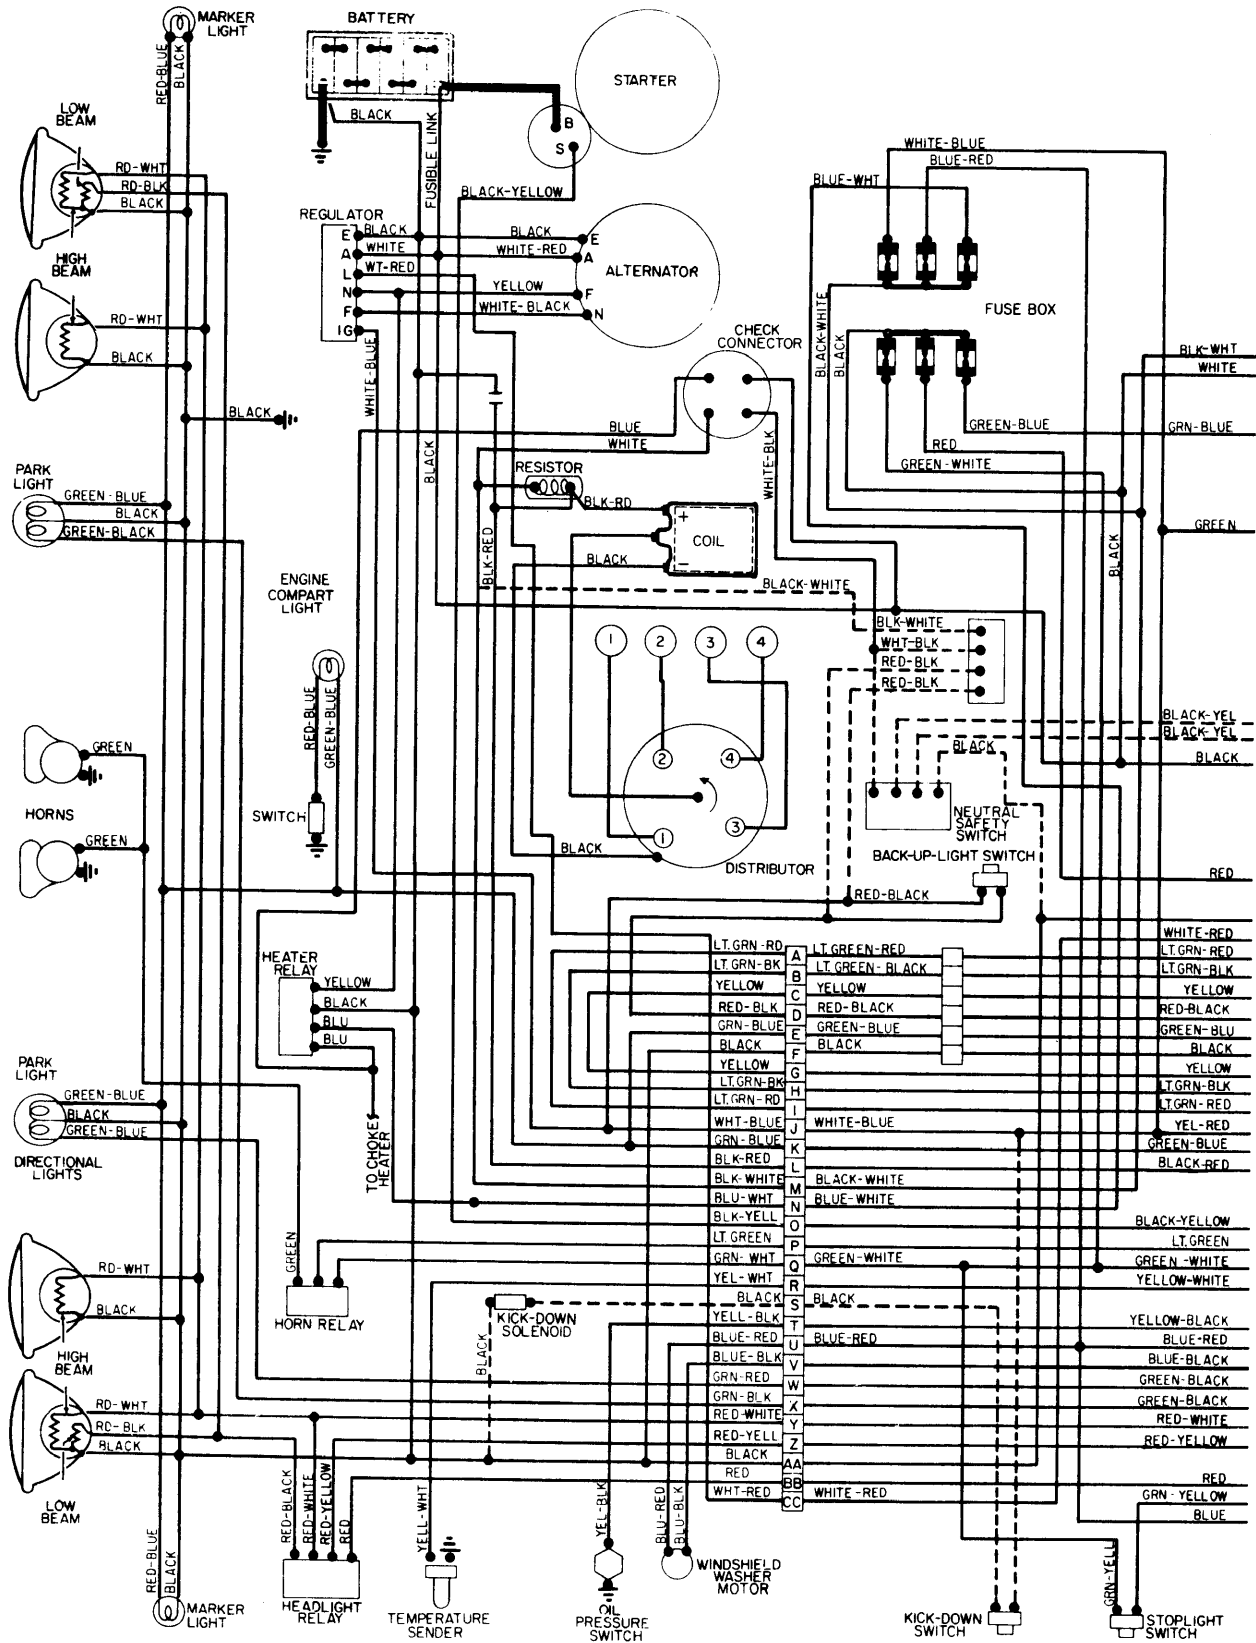 MARKER
LIGHT
RED-BLUE
BLACK
BATTERY
STARTER
BLACK
FUSIBLE LINK
B
S
BLACK-YELLOW
LOW
BEAM
RD-WHT
RD-BLK
BLACK
HIGH
BEAM
RD-WHT
BLACK
BLACK
REGULATOR
E
A
L
N
F
IG
BLACK
WHITE
WT-RED
BLACK
WHITE-RED
YELLOW
WHITE-BLACK
E
A
F
N
ALTERNATOR
WHITE-BLUE
BLACK
WHITE-BLUE
BLUE-RED
BLUE-WHT
FUSE BOX
BLACK-WHITE
BLACK
CHECK
CONNECTOR
BLUE
WHITE
WHITE-BLK
GREEN-BLUE
RED
GREEN-WHITE
BLK-WHT
WHITE
GRN-BLUE
GREEN
BLACK
RESISTOR
BLK-RD
+
COIL
−
BLACK
BLK-RED
BLACK-WHITE
PARK
LIGHT
GREEN-BLUE
BLACK
GREEN-BLACK
ENGINE
COMPART
LIGHT
RED-BLUE
GREEN-BLUE
SWITCH
1
2
3
4
2
4
1
3
BLACK
DISTRIBUTOR
BLK-WHITE
WHT-BLK
RED-BLK
RED-BLK
BLACK-YEL
BLACK-YEL
BLACK
BLACK
NEUTRAL
SAFETY
SWITCH
BACK-UP-LIGHT SWITCH
RED-BLACK
RED
GREEN
HORNS
GREEN
HEATER
RELAY
YELLOW
BLACK
BLU
BLU
TO CHOKE
HEATER
PARK
LIGHT
GREEN-BLUE
BLACK
GREEN-BLUE
DIRECTIONAL
LIGHTS
WHITE-RED
LT.GRN-RD A LT.GREEN-RED LT.GRN-RED
LT.GRN-BK B LT.GREEN-BLACK LT.GRN-BLK
YELLOW C YELLOW YELLOW
RED-BLK D RED-BLACK RED-BLACK
GRN-BLUE E GREEN-BLUE GREEN-BLU
BLACK F BLACK BLACK
YELLOW G YELLOW
LT.GRN-BK H LT.GRN-BLK
LT.GRN-RD I LT.GRN-RED
WHT-BLUE J WHITE-BLUE YEL-RED
GRN-BLUE K GREEN-BLUE
BLK-RED L BLACK-RED
BLK-WHITE M BLACK-WHITE
BLU-WHT N BLUE-WHITE
BLK-YELL O BLACK-YELLOW
LT.GREEN P LT.GREEN
GRN-WHT Q GREEN-WHITE GREEN-WHITE
YEL-WHT R YELLOW-WHITE
BLACK S BLACK
YELL-BLK T YELLOW-BLACK
BLUE-RED U BLUE-RED BLUE-RED
BLUE-BLK V BLUE-BLACK
GRN-RED W GREEN-BLACK
GRN-BLK X GREEN-BLACK
RED-WHITE Y RED-WHITE
RED-YELL Z RED-YELLOW
BLACK AA
RED BB RED
WHT-RED CC WHITE-RED GRN-YELLOW
BLUE
GREEN
HORN RELAY
KICK-DOWN
SOLENOID
BLACK
RD-WHT
BLACK
HIGH
BEAM
RD-WHT
RD-BLK
BLACK
LOW
BEAM
RED-BLUE
BLACK
MARKER
LIGHT
RED-BLACK
RED-WHITE
RED-YELLOW
RED
HEADLIGHT
RELAY
YELL-WHT
TEMPERATURE
SENDER
YEL-BLK
OIL
PRESSURE
SWITCH
BLU-RED
BLU-BLK
WINDSHIELD
WASHER
MOTOR
KICK-DOWN
SWITCH
GRN-YELL
STOPLIGHT
SWITCH